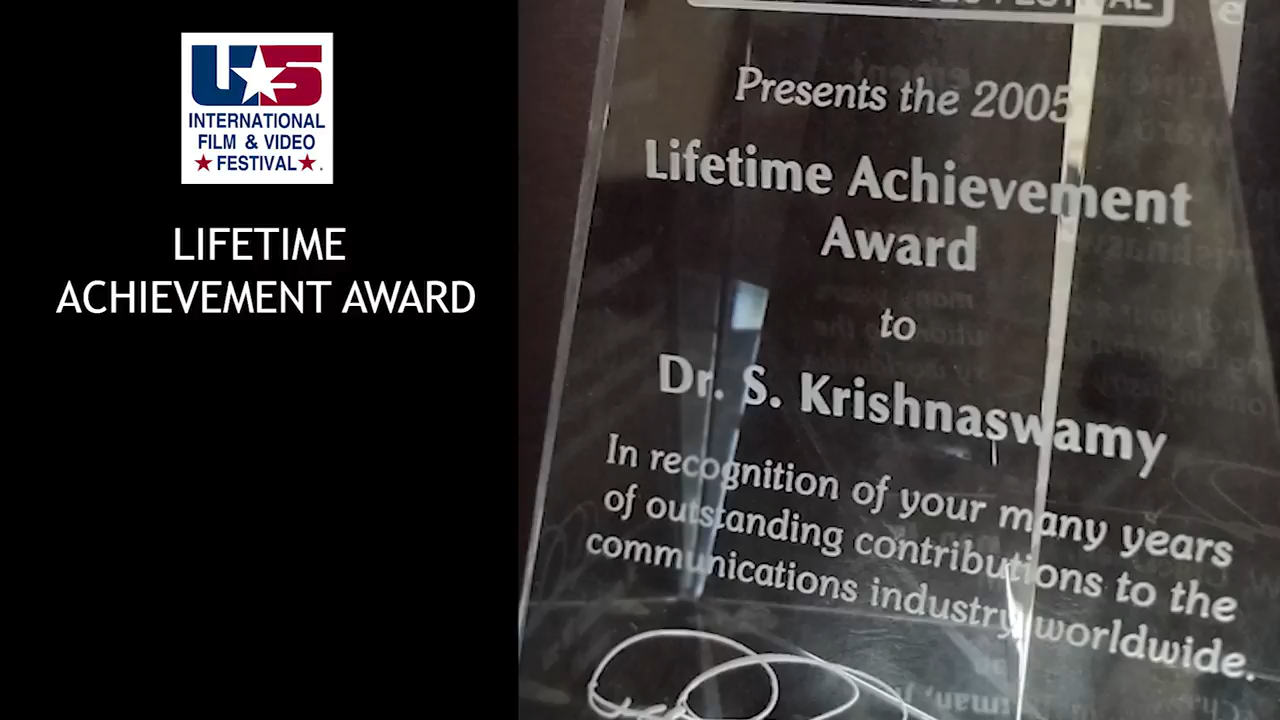 US
INTERNATIONAL
FILM & VIDEO
FESTIVAL
LIFETIME
ACHIEVEMENT AWARD
Presents the 2005
Lifetime Achievement
Award
to
Dr. S. Krishnaswamy
In recognition of your many years
of outstanding contributions to the
communications industry, worldwide.